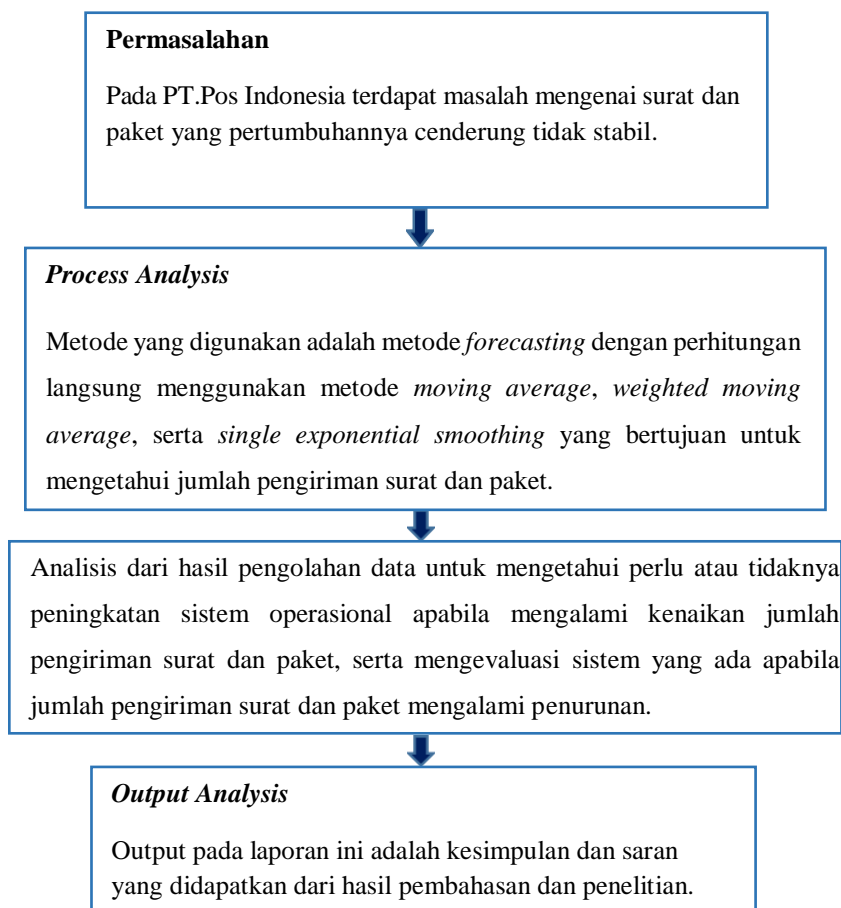 Permasalahan
Pada PT.Pos Indonesia terdapat masalah mengenai surat dan
paket yang pertumbuhannya cenderung tidak stabil.
Process Analysis
Metode yang digunakan adalah metode forecasting dengan perhitungan
langsung menggunakan metode moving average, weighted moving
average, serta single exponential smoothing yang bertujuan untuk
mengetahui jumlah pengiriman surat dan paket.
Analisis dari hasil pengolahan data untuk mengetahui perlu atau tidaknya
peningkatan sistem operasional apabila mengalami kenaikan jumlah
pengiriman surat dan paket, serta mengevaluasi sistem yang ada apabila
jumlah pengiriman surat dan paket mengalami penurunan.
Output Analysis
Output pada laporan ini adalah kesimpulan dan saran
yang didapatkan dari hasil pembahasan dan penelitian.